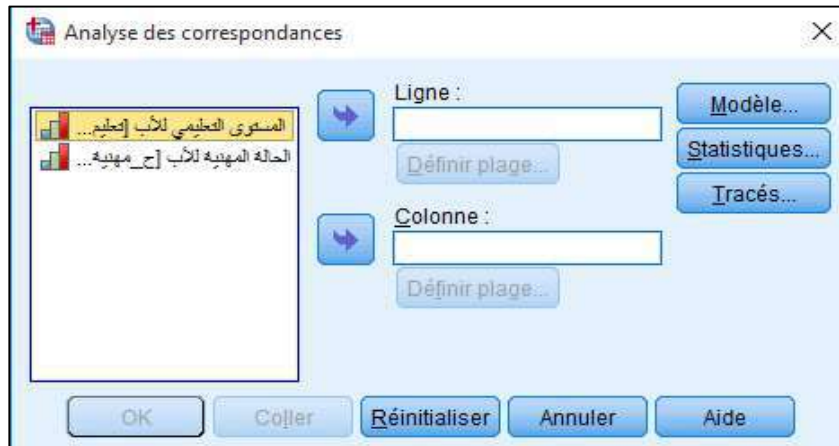 Analyse des correspondances
المستوى التعليمي للأب [تعليم...
الحالة المهنية للأب [ح_مهنية...
Ligne :
Définir plage...
Colonne :
Définir plage...
Modèle...
Statistiques...
Tracés...
OK
Coller
Réinitialiser
Annuler
Aide